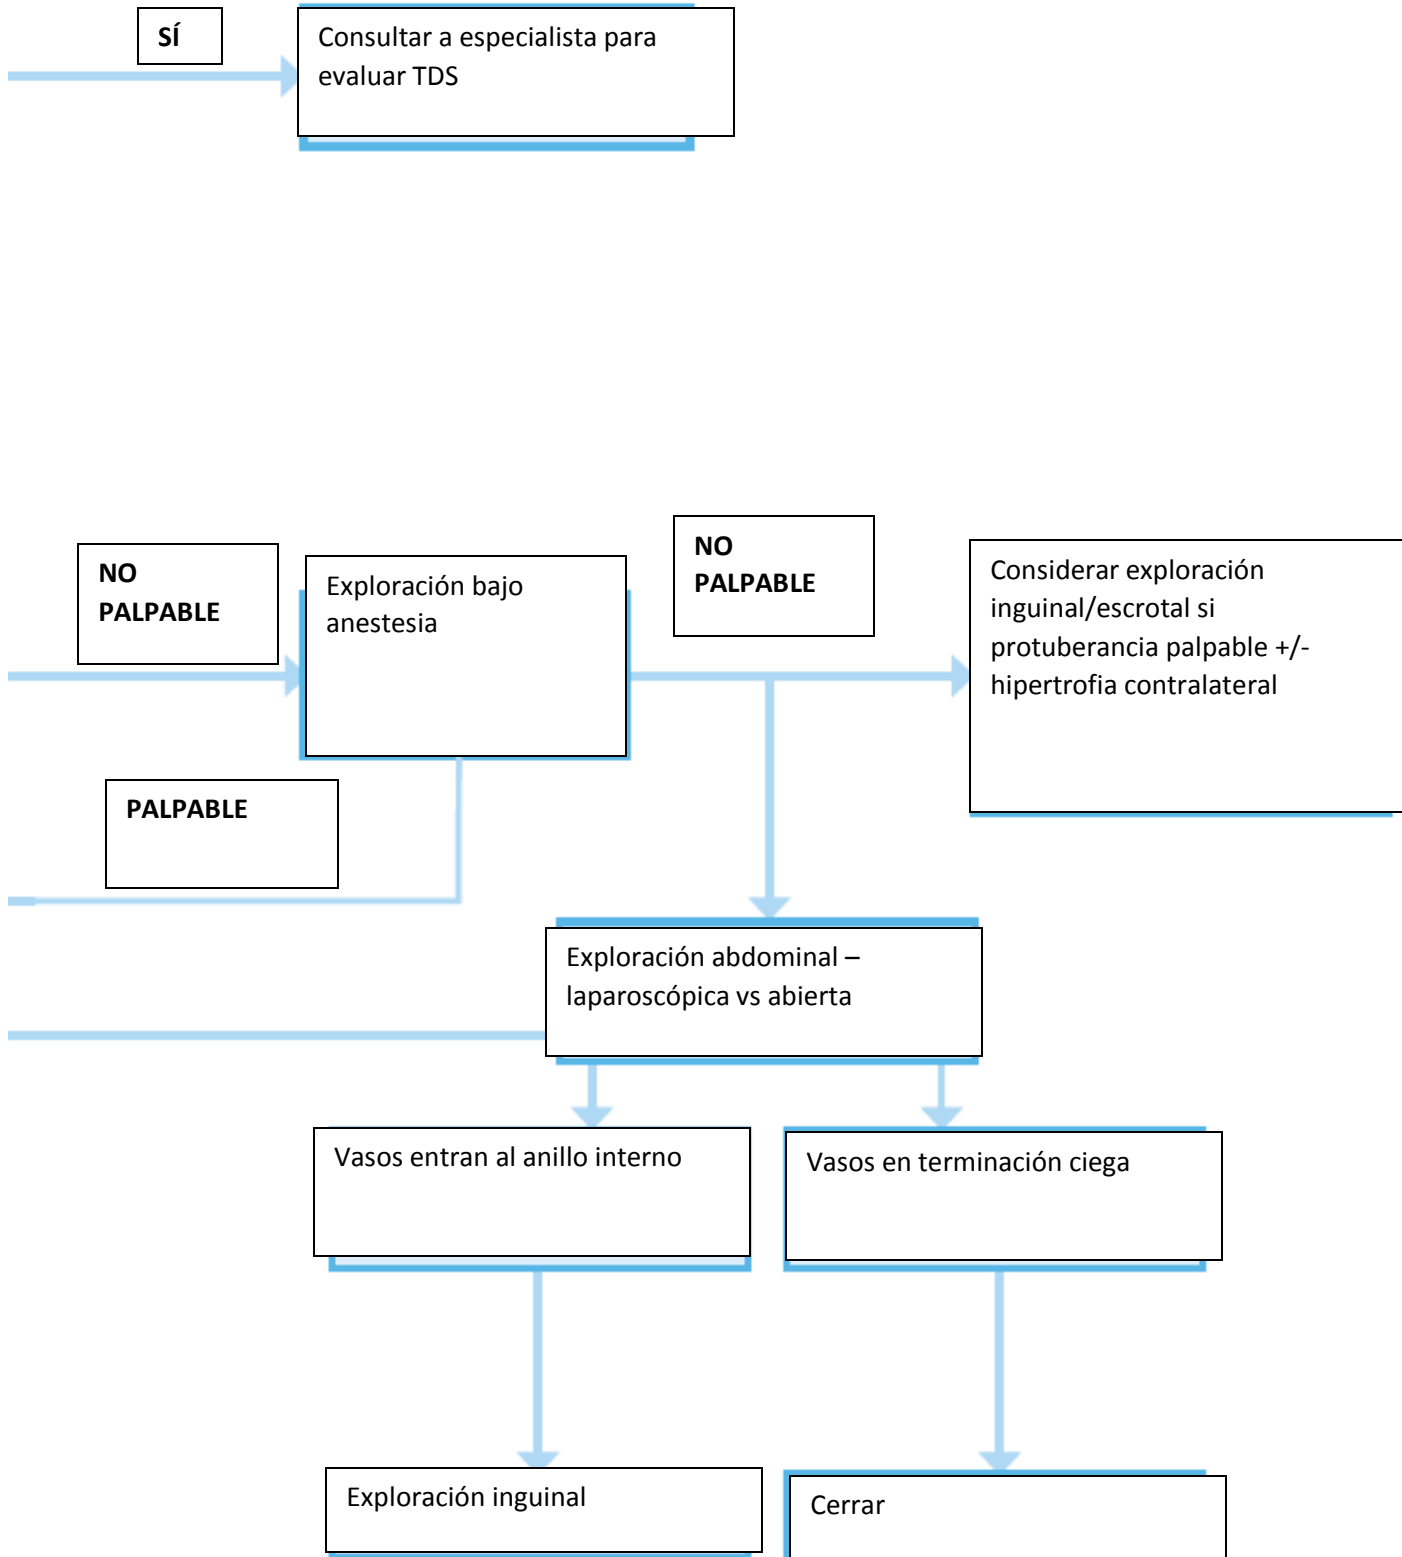 SÍ
Consultar a especialista para
evaluar TDS
NO
PALPABLE
Exploración bajo
anestesia
NO
PALPABLE
Considerar exploración
inguinal/escrotal si
protuberancia palpable +/-
hipertrofia contralateral
PALPABLE
Exploración abdominal –
laparoscópica vs abierta
Vasos entran al anillo interno
Vasos en terminación ciega
Exploración inguinal
Cerrar